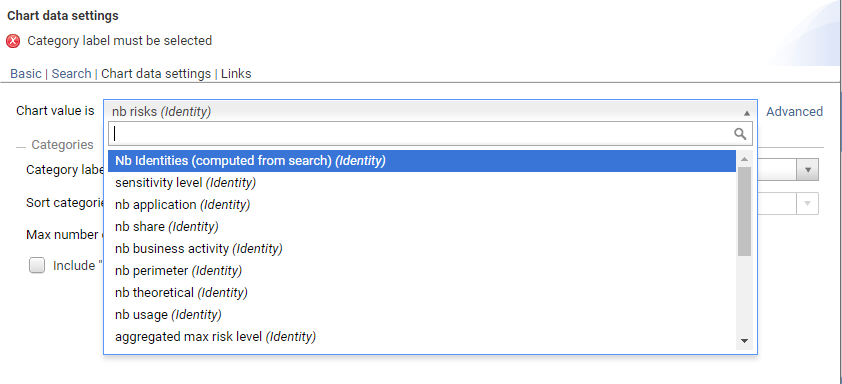 Chart data settings
Category label must be selected
Basic | Search | Chart data settings | Links
Chart value is nb risks (Identity) Advanced
Categories
Nb Identities (computed from search) (Identity)
Category labe
sensitivity level (Identity)
Sort categorie
nb application (Identity)
nb share (Identity)
Max number
nb business activity (Identity)
Include "
nb perimeter (Identity)
nb theoretical (Identity)
nb usage (Identity)
aggregated max risk level (Identity)